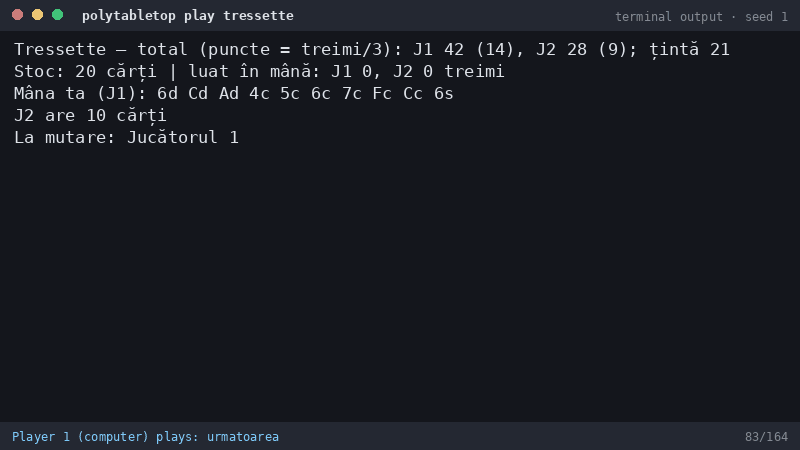 polytabletop play tressette
terminal output · seed 1
Tressette — total (puncte = treimi/3): J1 42 (14), J2 28 (9); țintă 21
Stoc: 20 cărți | luat în mână: J1 0, J2 0 treimi
Mâna ta (J1): 6d Cd Ad 4c 5c 6c 7c Fc Cc 6s
J2 are 10 cărți
La mutare: Jucătorul 1
Player 1 (computer) plays: urmatoarea
83/164